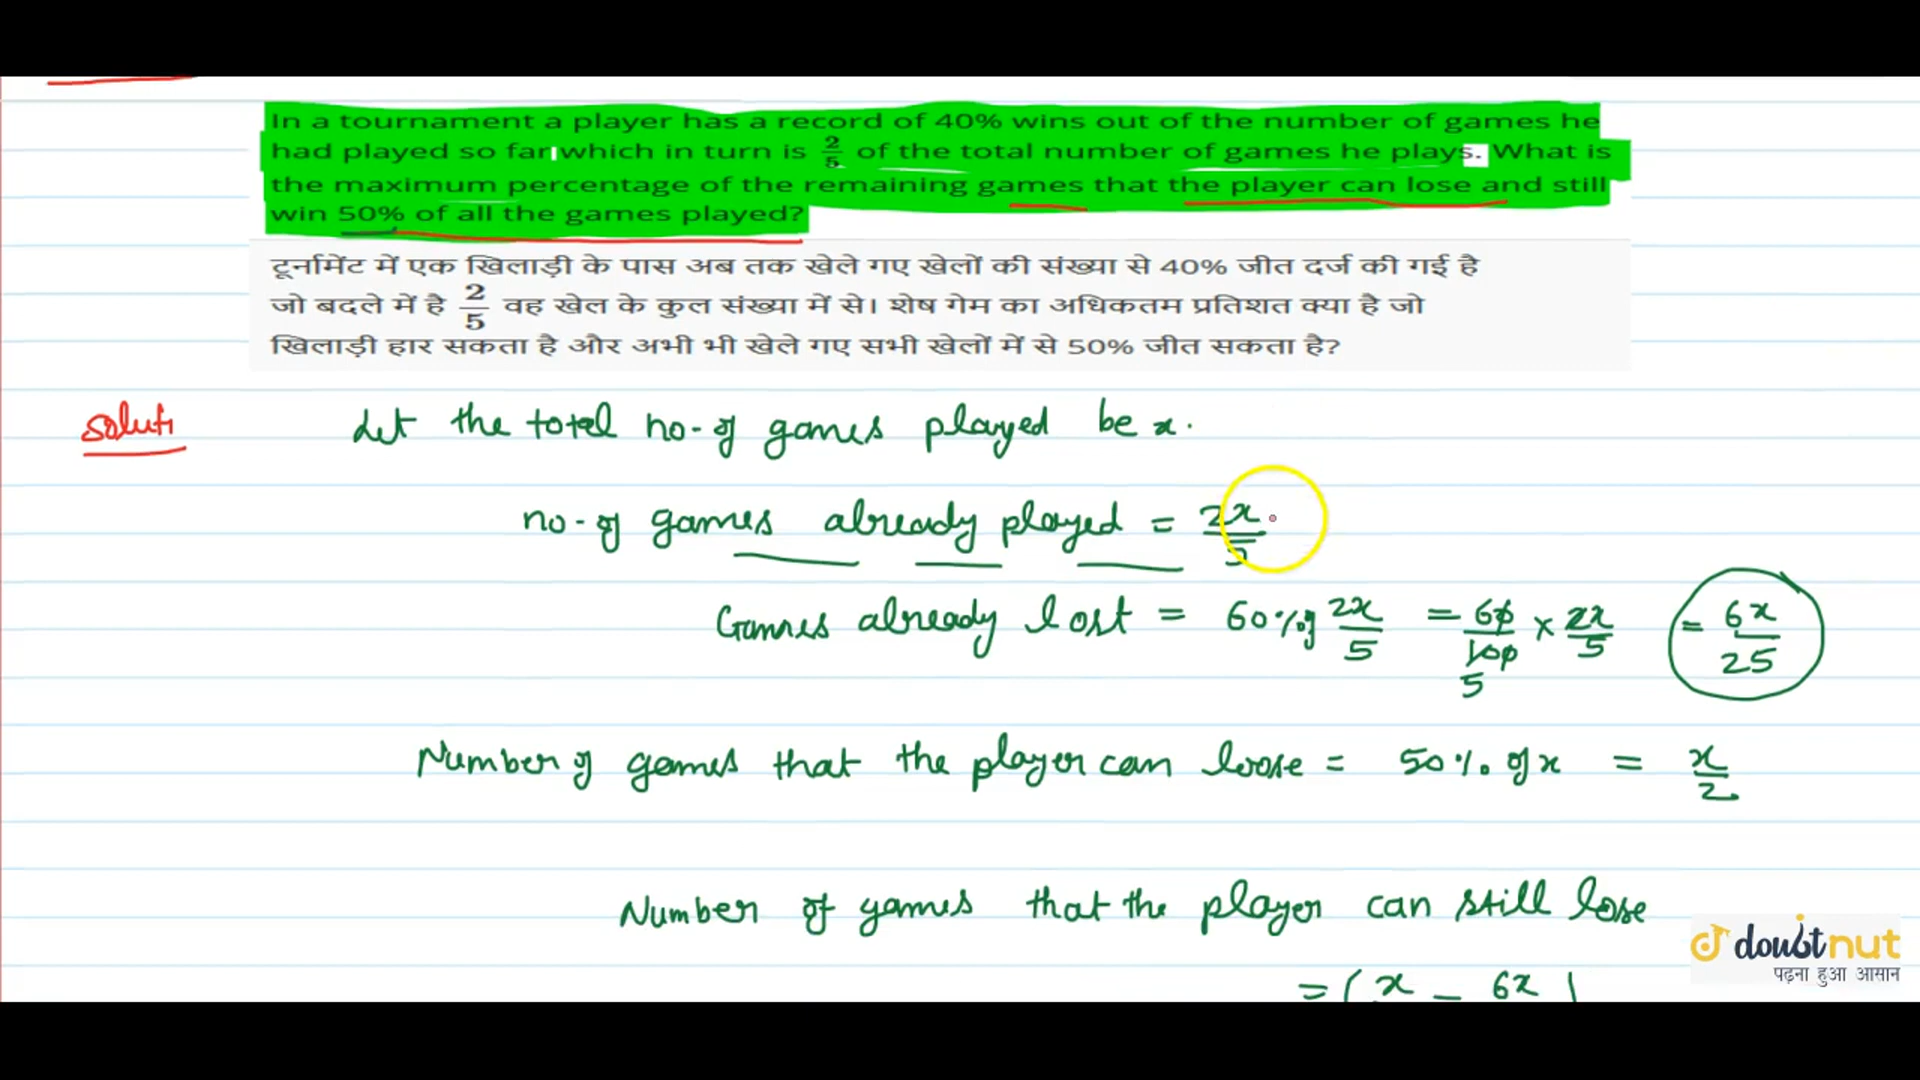 In a tournament a player has a record of 40% wins out of the number of games he
had played so far which in turn is 2/5 of the total number of games he plays. What is
the maximum percentage of the remaining games that the player can lose and still
win 50% of all the games played?
टूर्नामेंट में एक खिलाड़ी के पास अब तक खेले गए खेलों की संख्या से 40% जीत दर्ज की गई है
जो बदले में है 2/5 वह खेल के कुल संख्या में से। शेष गेम का अधिकतम प्रतिशत क्या है जो
खिलाड़ी हार सकता है और अभी भी खेले गए सभी खेलों में से 50% जीत सकता है?
Soluti Let the total no-of games played be x.
no-of games already played = 2x/5
Games already lost = 60% of 2x/5 = 60/100 × 2x/5 = 6x/25
5
Number of games that the player can loose = 50% of x = x/2
Number of games that the player can still lose
= ( x – 6x )
doubtnut
पढ़ना हुआ आसान